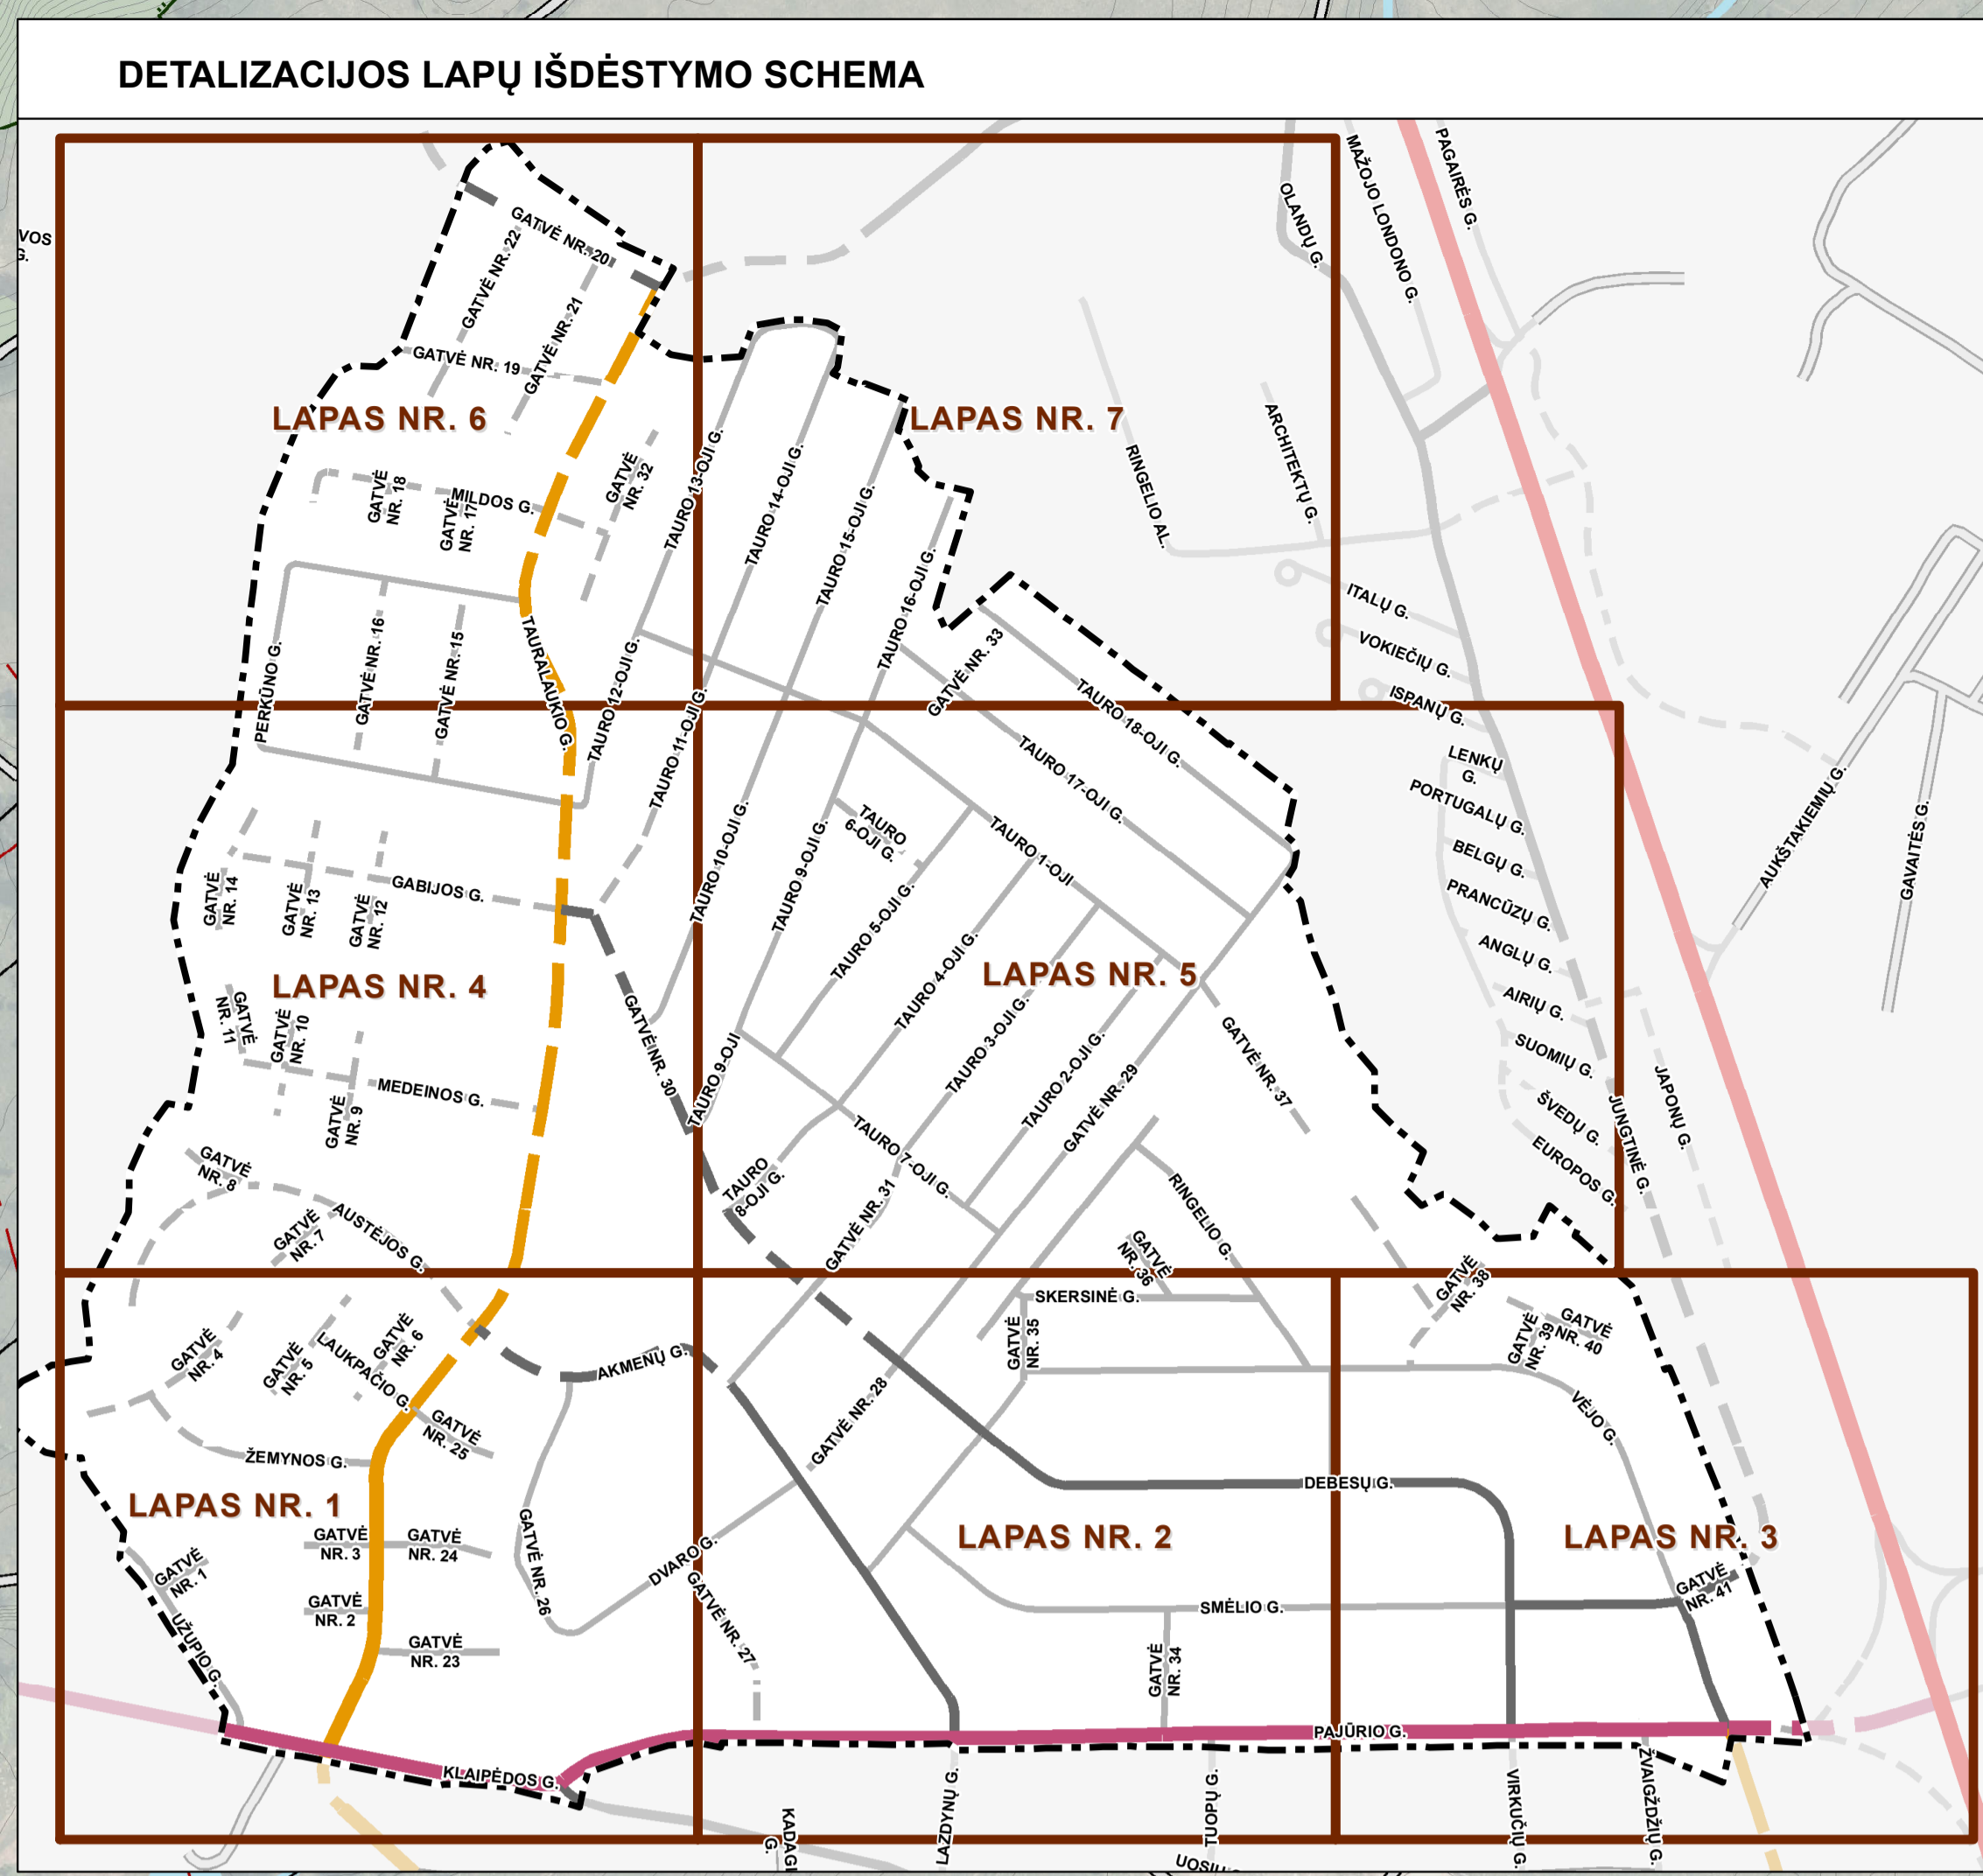 DETALIZACIJOS LAPŲ IŠDĖSTYMO SCHEMA
VOS
G.
OLANDŲ G.
MAŽOJO LONDONO G.
PAGAIRĖS G.
GATVĖ NR. 20
GATVĖ NR. 22
GATVĖ NR. 21
GATVĖ NR. 19
LAPAS NR. 6
LAPAS NR. 7
GATVĖ
NR. 18
MILDOS G.
GATVĖ
NR. 17
GATVĖ
NR. 32
TAURO 13-OJI G.
TAURO 14-OJI G.
TAURO 15-OJI G.
TAURO 16-OJI G.
RINGELIO AL.
ARCHITEKTŲ G.
ITALŲ G.
VOKIEČIŲ G.
ISPANŲ G.
PERKŪNO G.
GATVĖ NR. 16
GATVĖ NR. 15
TAURALAUKIO G.
TAURO 12-OJI G.
TAURO 11-OJI G.
GATVĖ NR. 33
TAURO 18-OJI G.
TAURO 17-OJI G.
LENKŲ
G.
PORTUGALŲ G.
BELGŲ G.
PRANCŪZŲ G.
ANGLŲ G.
AIRIŲ G.
SUOMIŲ G.
ŠVEDŲ G.
EUROPOS G.
JUNGTINĖ G.
JAPONŲ G.
AUKŠTAKIEMIŲ G.
GAVAITĖS G.
TAURO 10-OJI G.
TAURO 9-OJI G.
TAURO
6-OJI G.
TAURO 1-OJI
TAURO 5-OJI G.
TAURO 4-OJI G.
TAURO 3-OJI G.
TAURO 2-OJI G.
GATVĖ NR. 29
GATVĖ NR. 37
LAPAS NR. 5
GATVĖ
NR. 14
GATVĖ
NR. 13
GATVĖ
NR. 12
GABIJOS G.
LAPAS NR. 4
GATVĖ
NR. 11
GATVĖ
NR. 10
GATVĖ
NR. 9
MEDEINOS G.
GATVĖ NR. 30
TAURO 9-OJI
TAURO
8-OJI G.
TAURO 7-OJI G.
GATVĖ NR. 31
RINGELIO G.
GATVĖ
NR. 8
GATVĖ
NR. 7
AUSTĖJOS G.
GATVĖ
NR. 36
SKERSINĖ G.
GATVĖ
NR. 35
GATVĖ
NR. 38
GATVĖ
NR. 39
GATVĖ
NR. 40
VĖJO G.
GATVĖ
NR. 4
GATVĖ
NR. 5
LAUKPAČIO G.
GATVĖ
NR. 6
GATVĖ
NR. 25
AKMENŲ G.
GATVĖ NR. 28
ŽEMYNOS G.
LAPAS NR. 1
GATVĖ
NR. 3
GATVĖ
NR. 24
GATVĖ
NR. 1
GATVĖ
NR. 2
GATVĖ
NR. 23
UŽUPIO G.
GATVĖ NR. 26
DVARO G.
GATVĖ NR. 27
DEBESŲ G.
LAPAS NR. 2
LAPAS NR. 3
SMĖLIO G.
GATVĖ
NR. 34
GATVĖ
NR. 41
PAJŪRIO G.
KLAIPĖDOS G.
KADAGI
G.
LAZDYNŲ G.
TUOPŲ G.
VIRKUČIŲ G.
ŽVAIGŽDŽIŲ G.